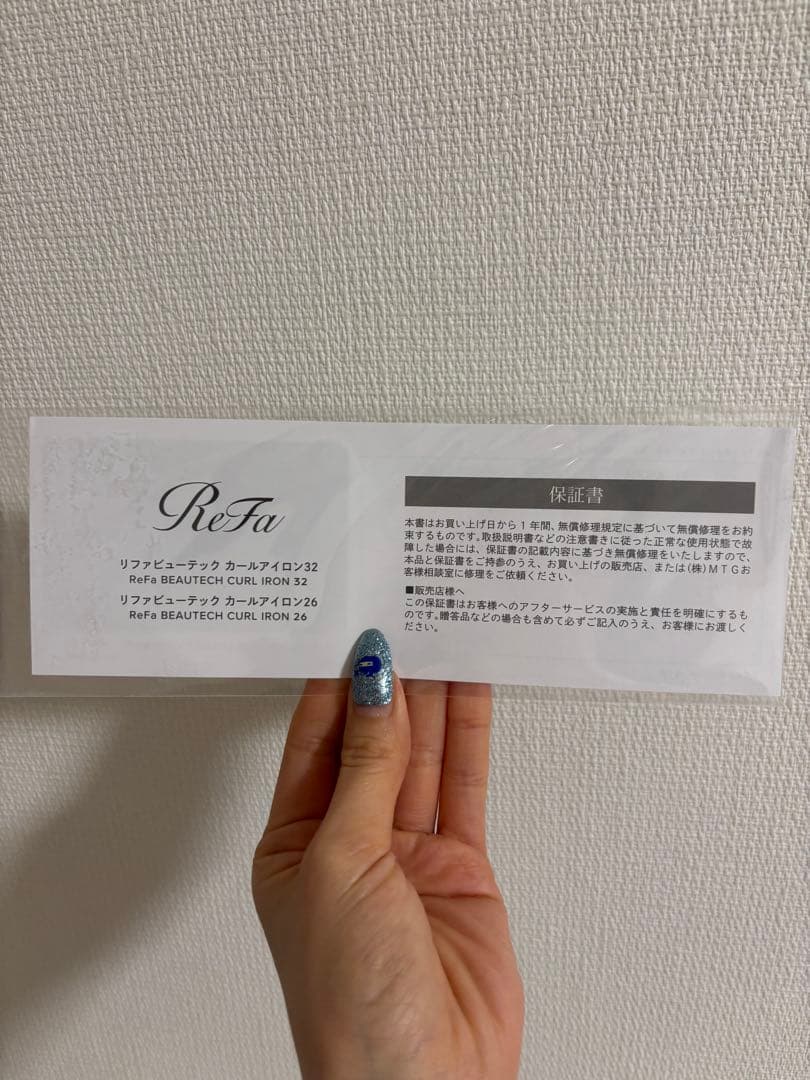 ReFa
リファビューテック カールアイロン32
ReFa BEAUTECH CURL IRON 32
リファビューテック カールアイロン26
ReFa BEAUTECH CURL IRON 26
保証書
本書はお買い上げ日から1年間、無償修理規定に基づいて無償修理をお約
束するものです。取扱説明書などの注意書きに従った正常な使用状態で故
障した場合には、保証書の記載内容に基づき無償修理をいたしますので、
本品と保証書をご持参のうえ、お買い上げの販売店、または(株)MTGお
客様相談室に修理をご依頼ください。
■販売店様へ
この保証書はお客様へのアフターサービスの実施と責任を明確にするも
のです。贈答品などの場合も含めて必ずご記入のうえ、お客様にお渡しく
ださい。